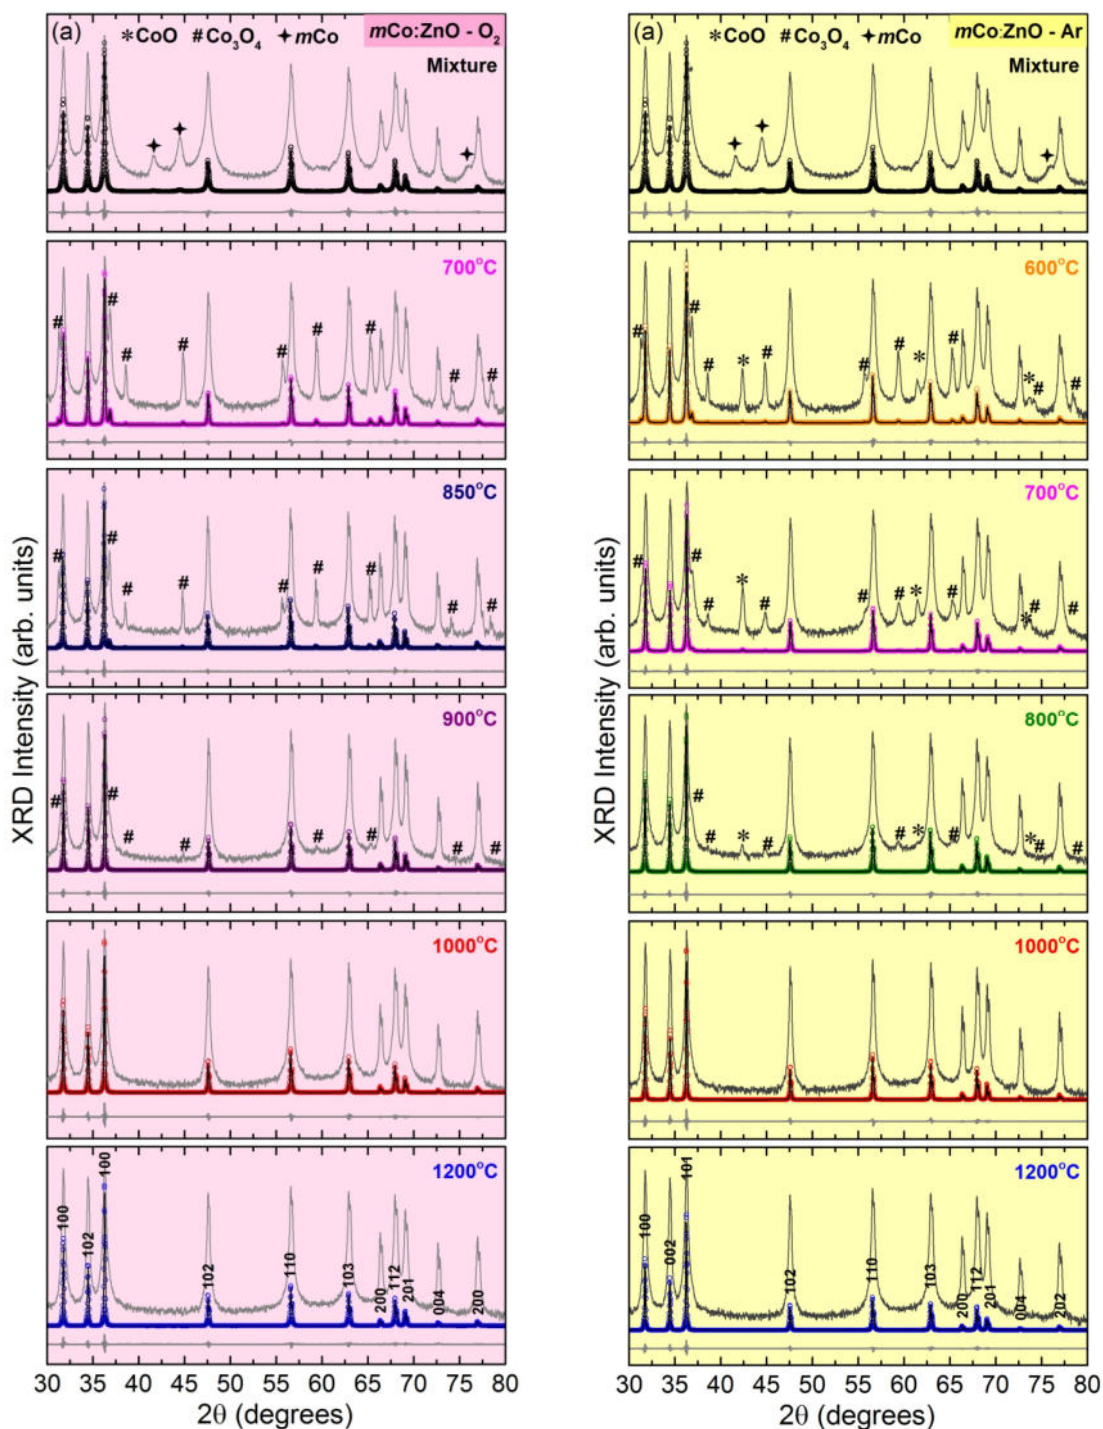 (a) *CoO #Co₃O₄ ✦mCo mCo:ZnO - O₂
Mixture
700°C
# # # # # # # # #
850°C
# # # # # # # # #
XRD Intensity (arb. units)
900°C
# # # # # # # #
1000°C
1200°C
100 102 100 102 110 103 200 112 201 004 200
30 35 40 45 50 55 60 65 70 75 80
2θ (degrees)
(a) *CoO #Co₃O₄ ✦mCo mCo:ZnO - Ar
Mixture
600°C
# # # * # # # * # * # #
700°C
# # # * # # # * # * # #
XRD Intensity (arb. units)
800°C
# # * # # * # * # #
1000°C
1200°C
100 002 101 102 110 103 200 112 201 004 202
30 35 40 45 50 55 60 65 70 75 80
2θ (degrees)